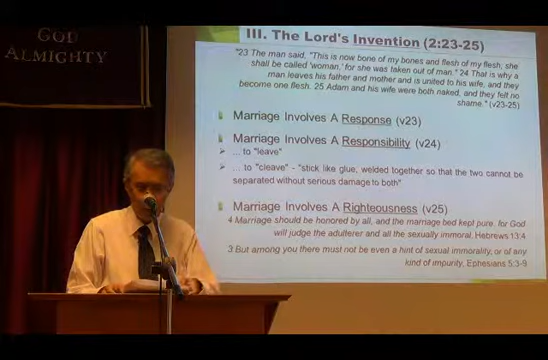 GOD
ALMIGHTY
III. The Lord's Invention (2:23-25)
"23 The man said, "This is now bone of my bones and flesh of my flesh; she
shall be called 'woman,' for she was taken out of man." 24 That is why a
man leaves his father and mother and is united to his wife, and they
become one flesh. 25 Adam and his wife were both naked, and they felt no
shame." (v23-25)
Marriage Involves A Response (v23)
Marriage Involves A Responsibility (v24)
... to "leave"
... to "cleave" - "stick like glue, welded together so that the two cannot be
separated without serious damage to both"
Marriage Involves A Righteousness (v25)
4 Marriage should be honored by all, and the marriage bed kept pure, for God
will judge the adulterer and all the sexually immoral. Hebrews 13:4
3 But among you there must not be even a hint of sexual immorality, or of any
kind of impurity, Ephesians 5:3-9